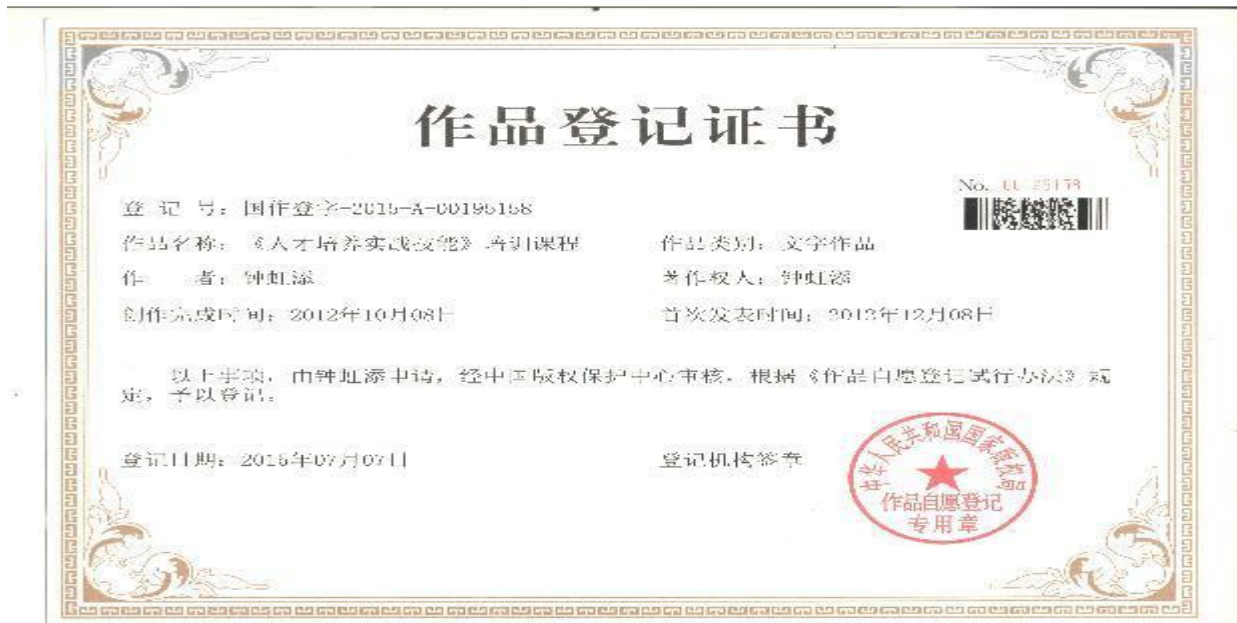 作品登记证书
No.
登 记 号：国作登字-2015-A-00195158
作品名称：《人才培养实战技能》培训课程
作品类别：文字作品
作 者：钟虹添
著作权人：钟虹添
创作完成时间：2012年10月08日
首次发表时间：2012年12月08日
以上事项，由钟虹添申请，经中国版权保护中心审核，根据《作品自愿登记试行办法》规
定，予以登记。
登记日期：2015年07月07日
登记机构签章
中华人民共和国国家版权局
作品自愿登记
专用章